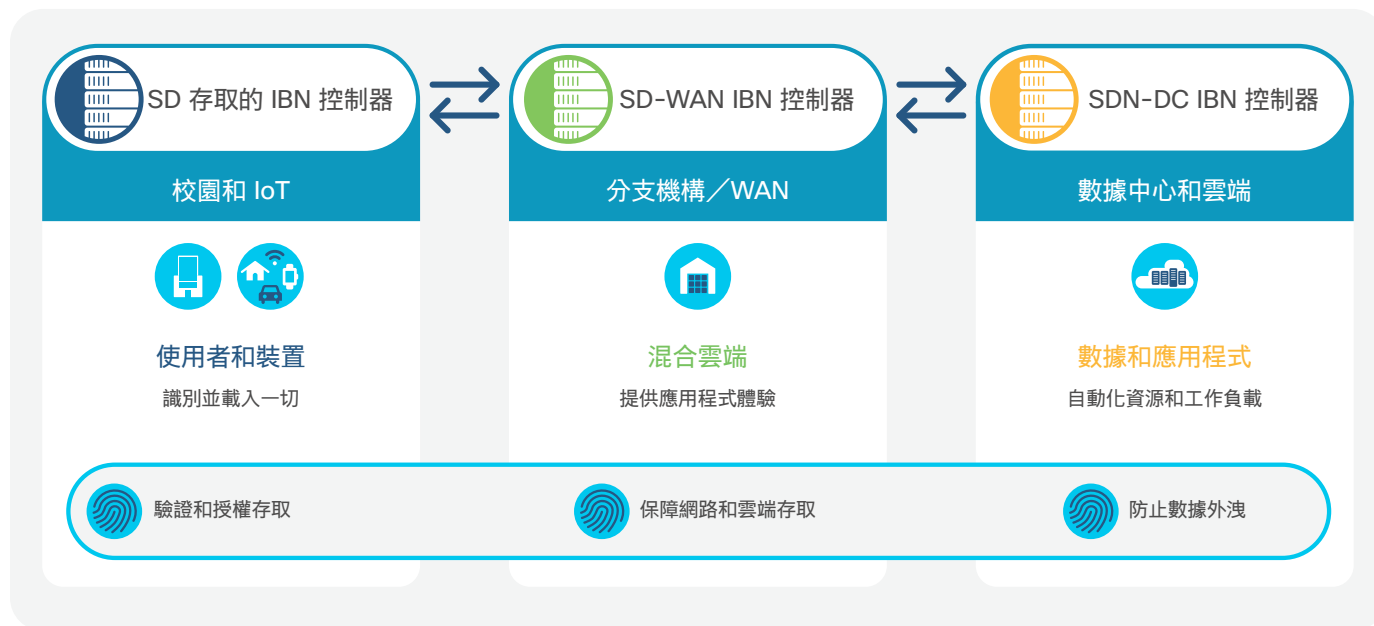 SD 存取的 IBN 控制器
SD-WAN IBN 控制器
SDN-DC IBN 控制器
校園和 IoT
分支機構／WAN
數據中心和雲端
使用者和裝置
混合雲端
數據和應用程式
識別並載入一切
提供應用程式體驗
自動化資源和工作負載
驗證和授權存取
保障網路和雲端存取
防止數據外洩